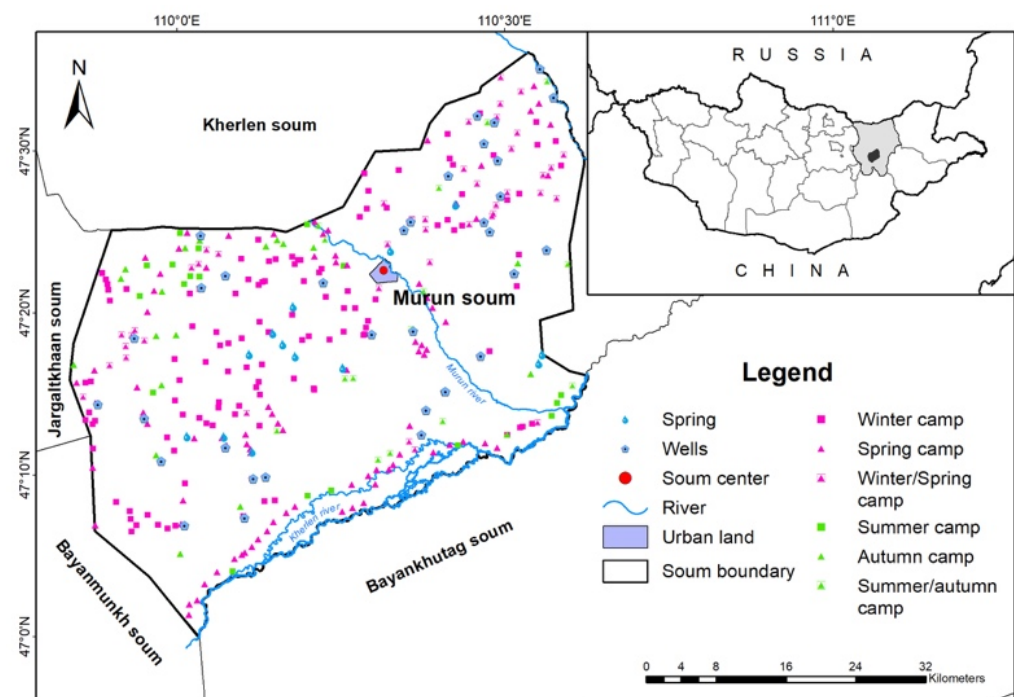 110°0'E
110°30'E
111°0'E
47°30'N
47°20'N
47°10'N
47°0'N
N
Kherlen soum
Jargaltkhaan soum
Murun soum
Murun river
Kherlen river
Bayankhutag soum
Bayanmunkh soum
RUSSIA
CHINA
Legend
Spring
Wells
Soum center
River
Urban land
Soum boundary
Winter camp
Spring camp
Winter/Spring
camp
Summer camp
Autumn camp
Summer/autumn
camp
0 4 8 16 24 32
Kilometers